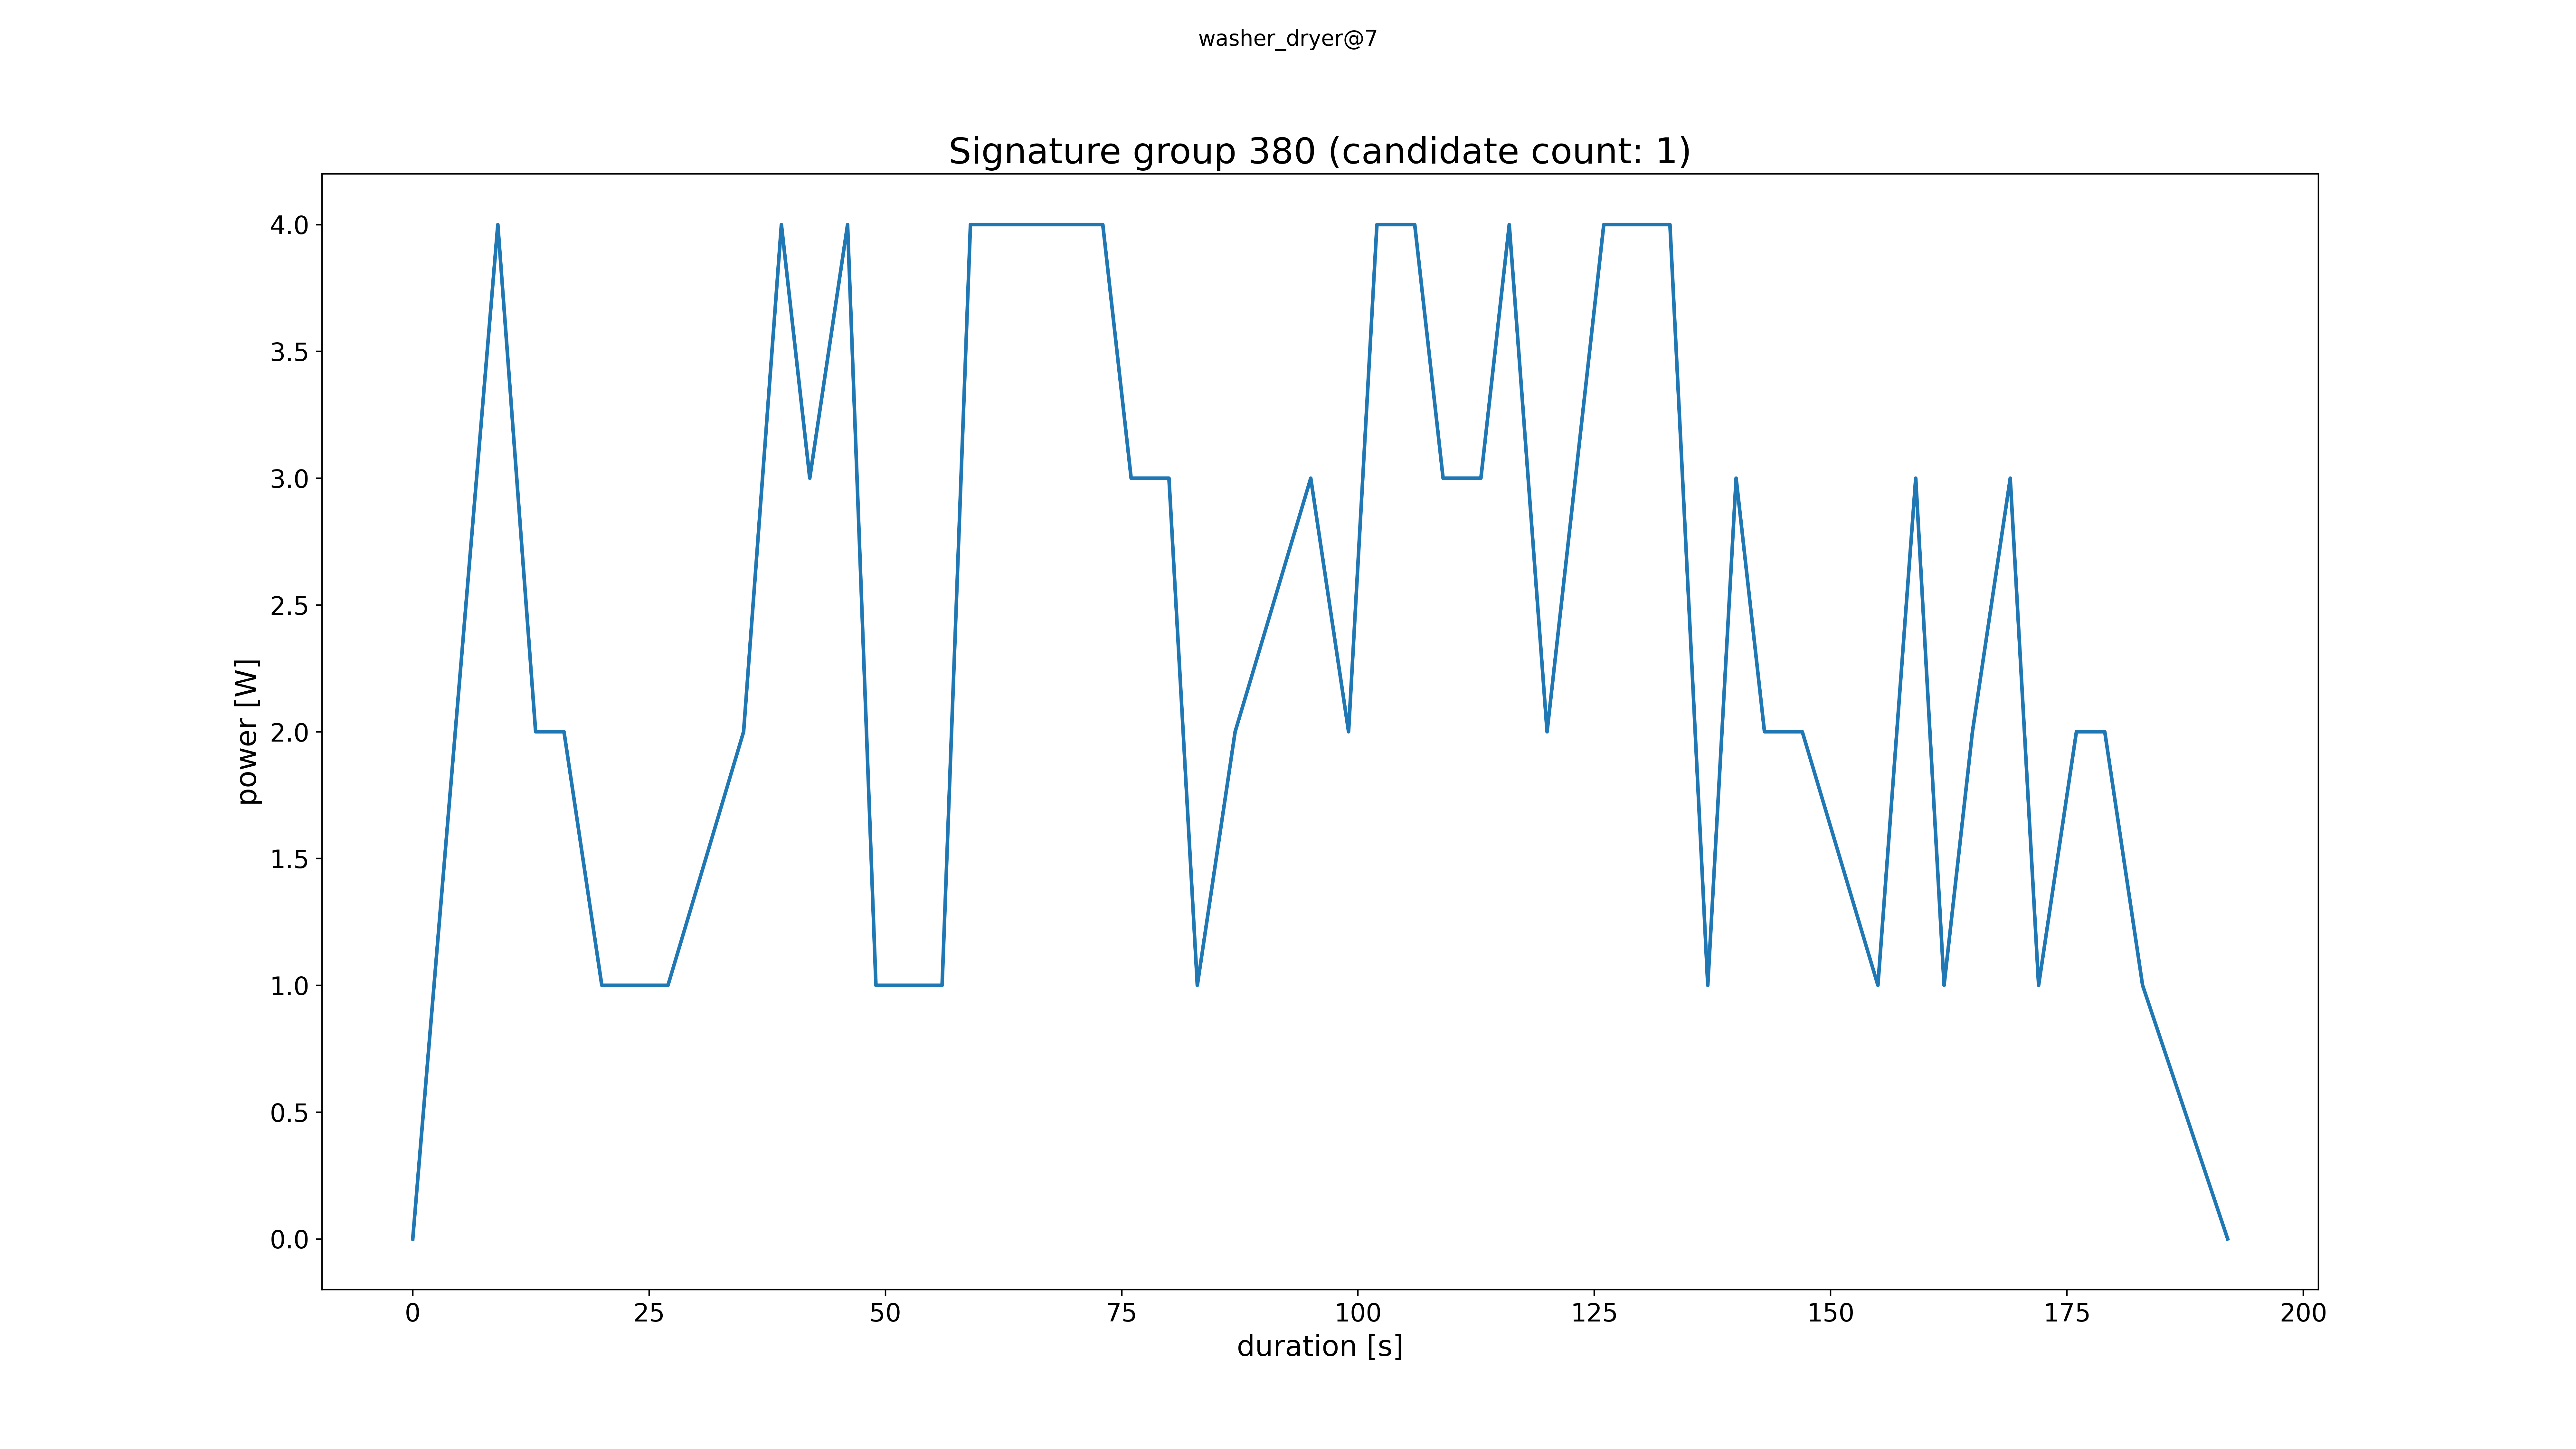 washer_dryer@7
Signature group 380 (candidate count: 1)
4.0
3.5
3.0
2.5
2.0
1.5
1.0
0.5
0.0
power [W]
0 25 50 75 100 125 150 175 200
duration [s]